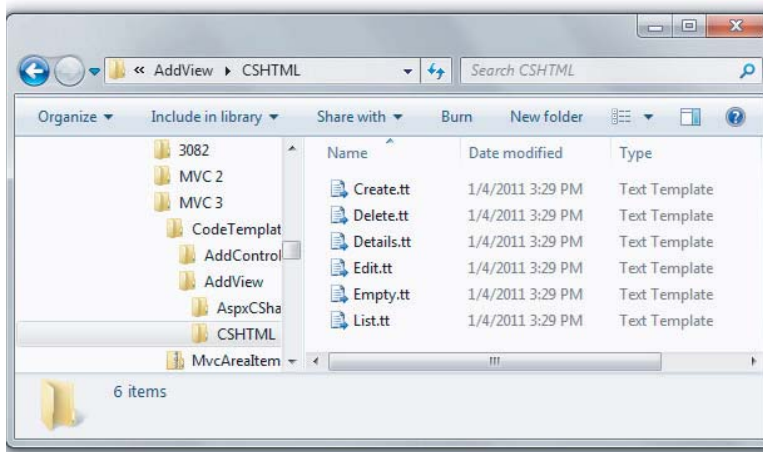 « AddView ▸ CSHTML
Search CSHTML
Organize Include in library Share with Burn New folder
3082
MVC 2
MVC 3
CodeTemplat
AddControl
AddView
AspxCSha
CSHTML
MvcAreaItem
Name Date modified Type
Create.tt 1/4/2011 3:29 PM Text Template
Delete.tt 1/4/2011 3:29 PM Text Template
Details.tt 1/4/2011 3:29 PM Text Template
Edit.tt 1/4/2011 3:29 PM Text Template
Empty.tt 1/4/2011 3:29 PM Text Template
List.tt 1/4/2011 3:29 PM Text Template
6 items